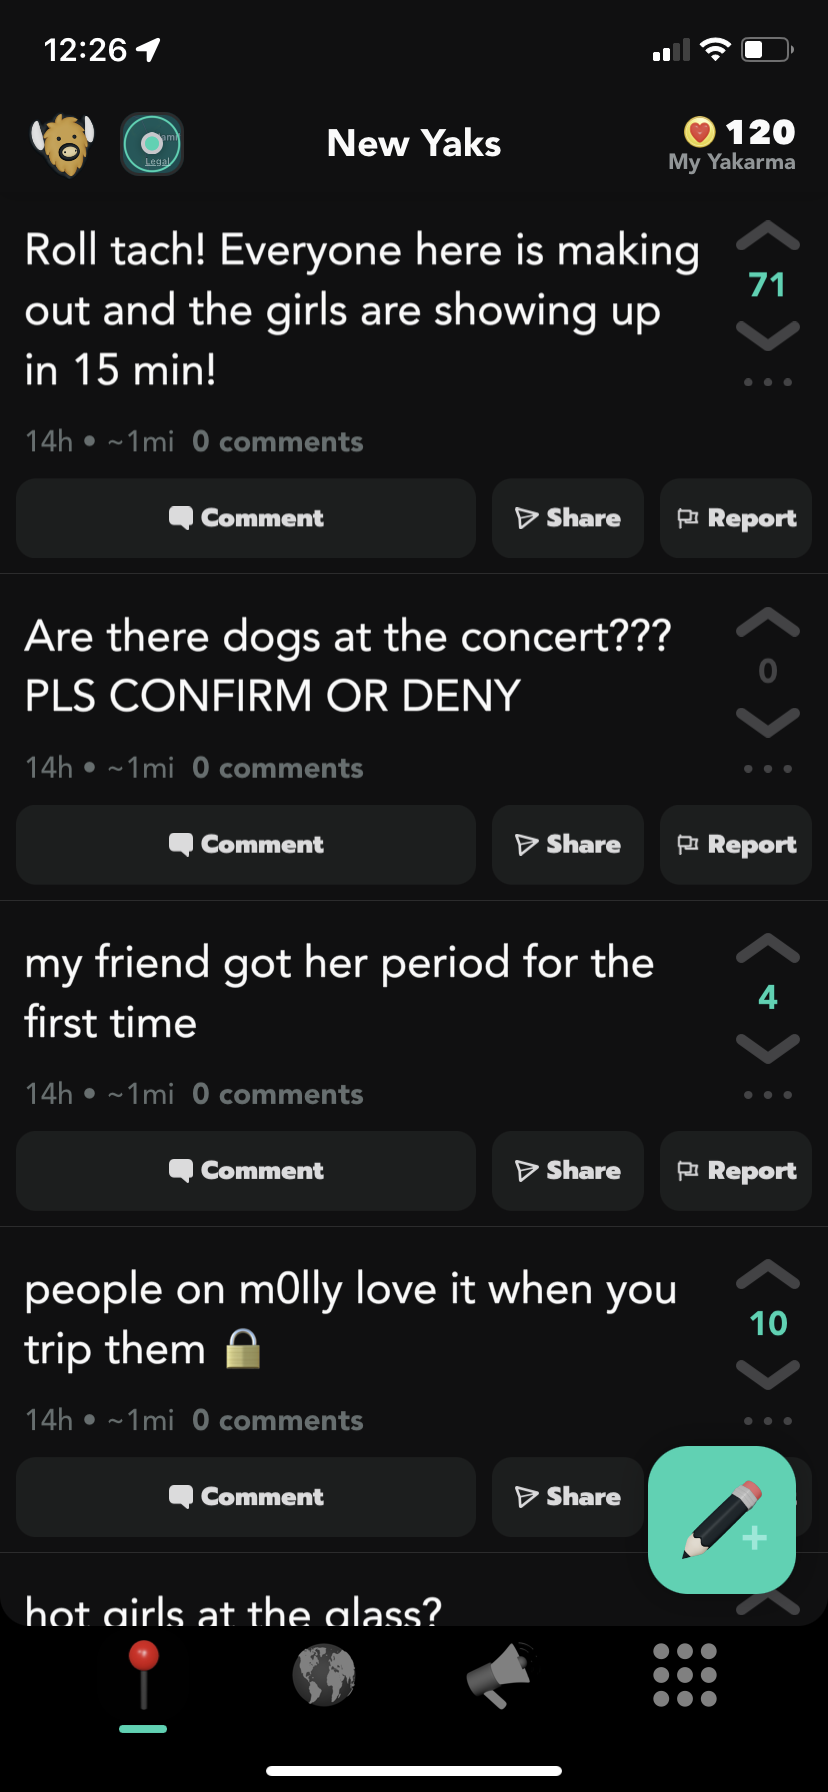 12:26
Legal
New Yaks
120
My Yakarma
Roll tach! Everyone here is making
out and the girls are showing up
in 15 min!
71
14h • ~1mi 0 comments
Comment
Share
Report
Are there dogs at the concert???
PLS CONFIRM OR DENY
0
14h • ~1mi 0 comments
Comment
Share
Report
my friend got her period for the
first time
4
14h • ~1mi 0 comments
Comment
Share
Report
people on m0lly love it when you
trip them 🔒
10
14h • ~1mi 0 comments
Comment
Share
hot girls at the glass?